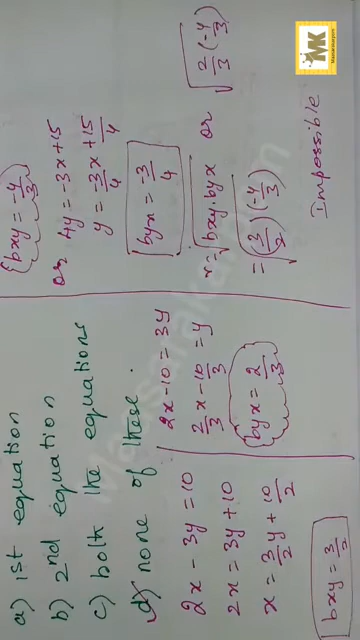 a) 1st equation
b) 2nd equation
c) both the equations
d) none of these.
2x - 3y = 10
2x = 3y + 10
x = 3/2 y + 10/2
bxy = 3/2
2x - 10 = 3y
2/3 x - 10/3 = y
byx = 2/3
bxy = -4/3
or 4y = -3x + 15
y = -3/4 x + 15/4
byx = -3/4
r = √bxy.byx or √2/3(-4/3)
= √(3/2)(-4/3)
Impossible
MK